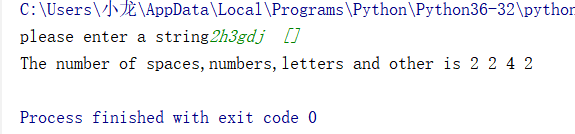 C:\Users\小龙\AppData\Local\Programs\Python\Python36-32\python
please enter a string2h3gdj  []
The number of spaces,numbers,letters and other is 2 2 4 2
Process finished with exit code 0